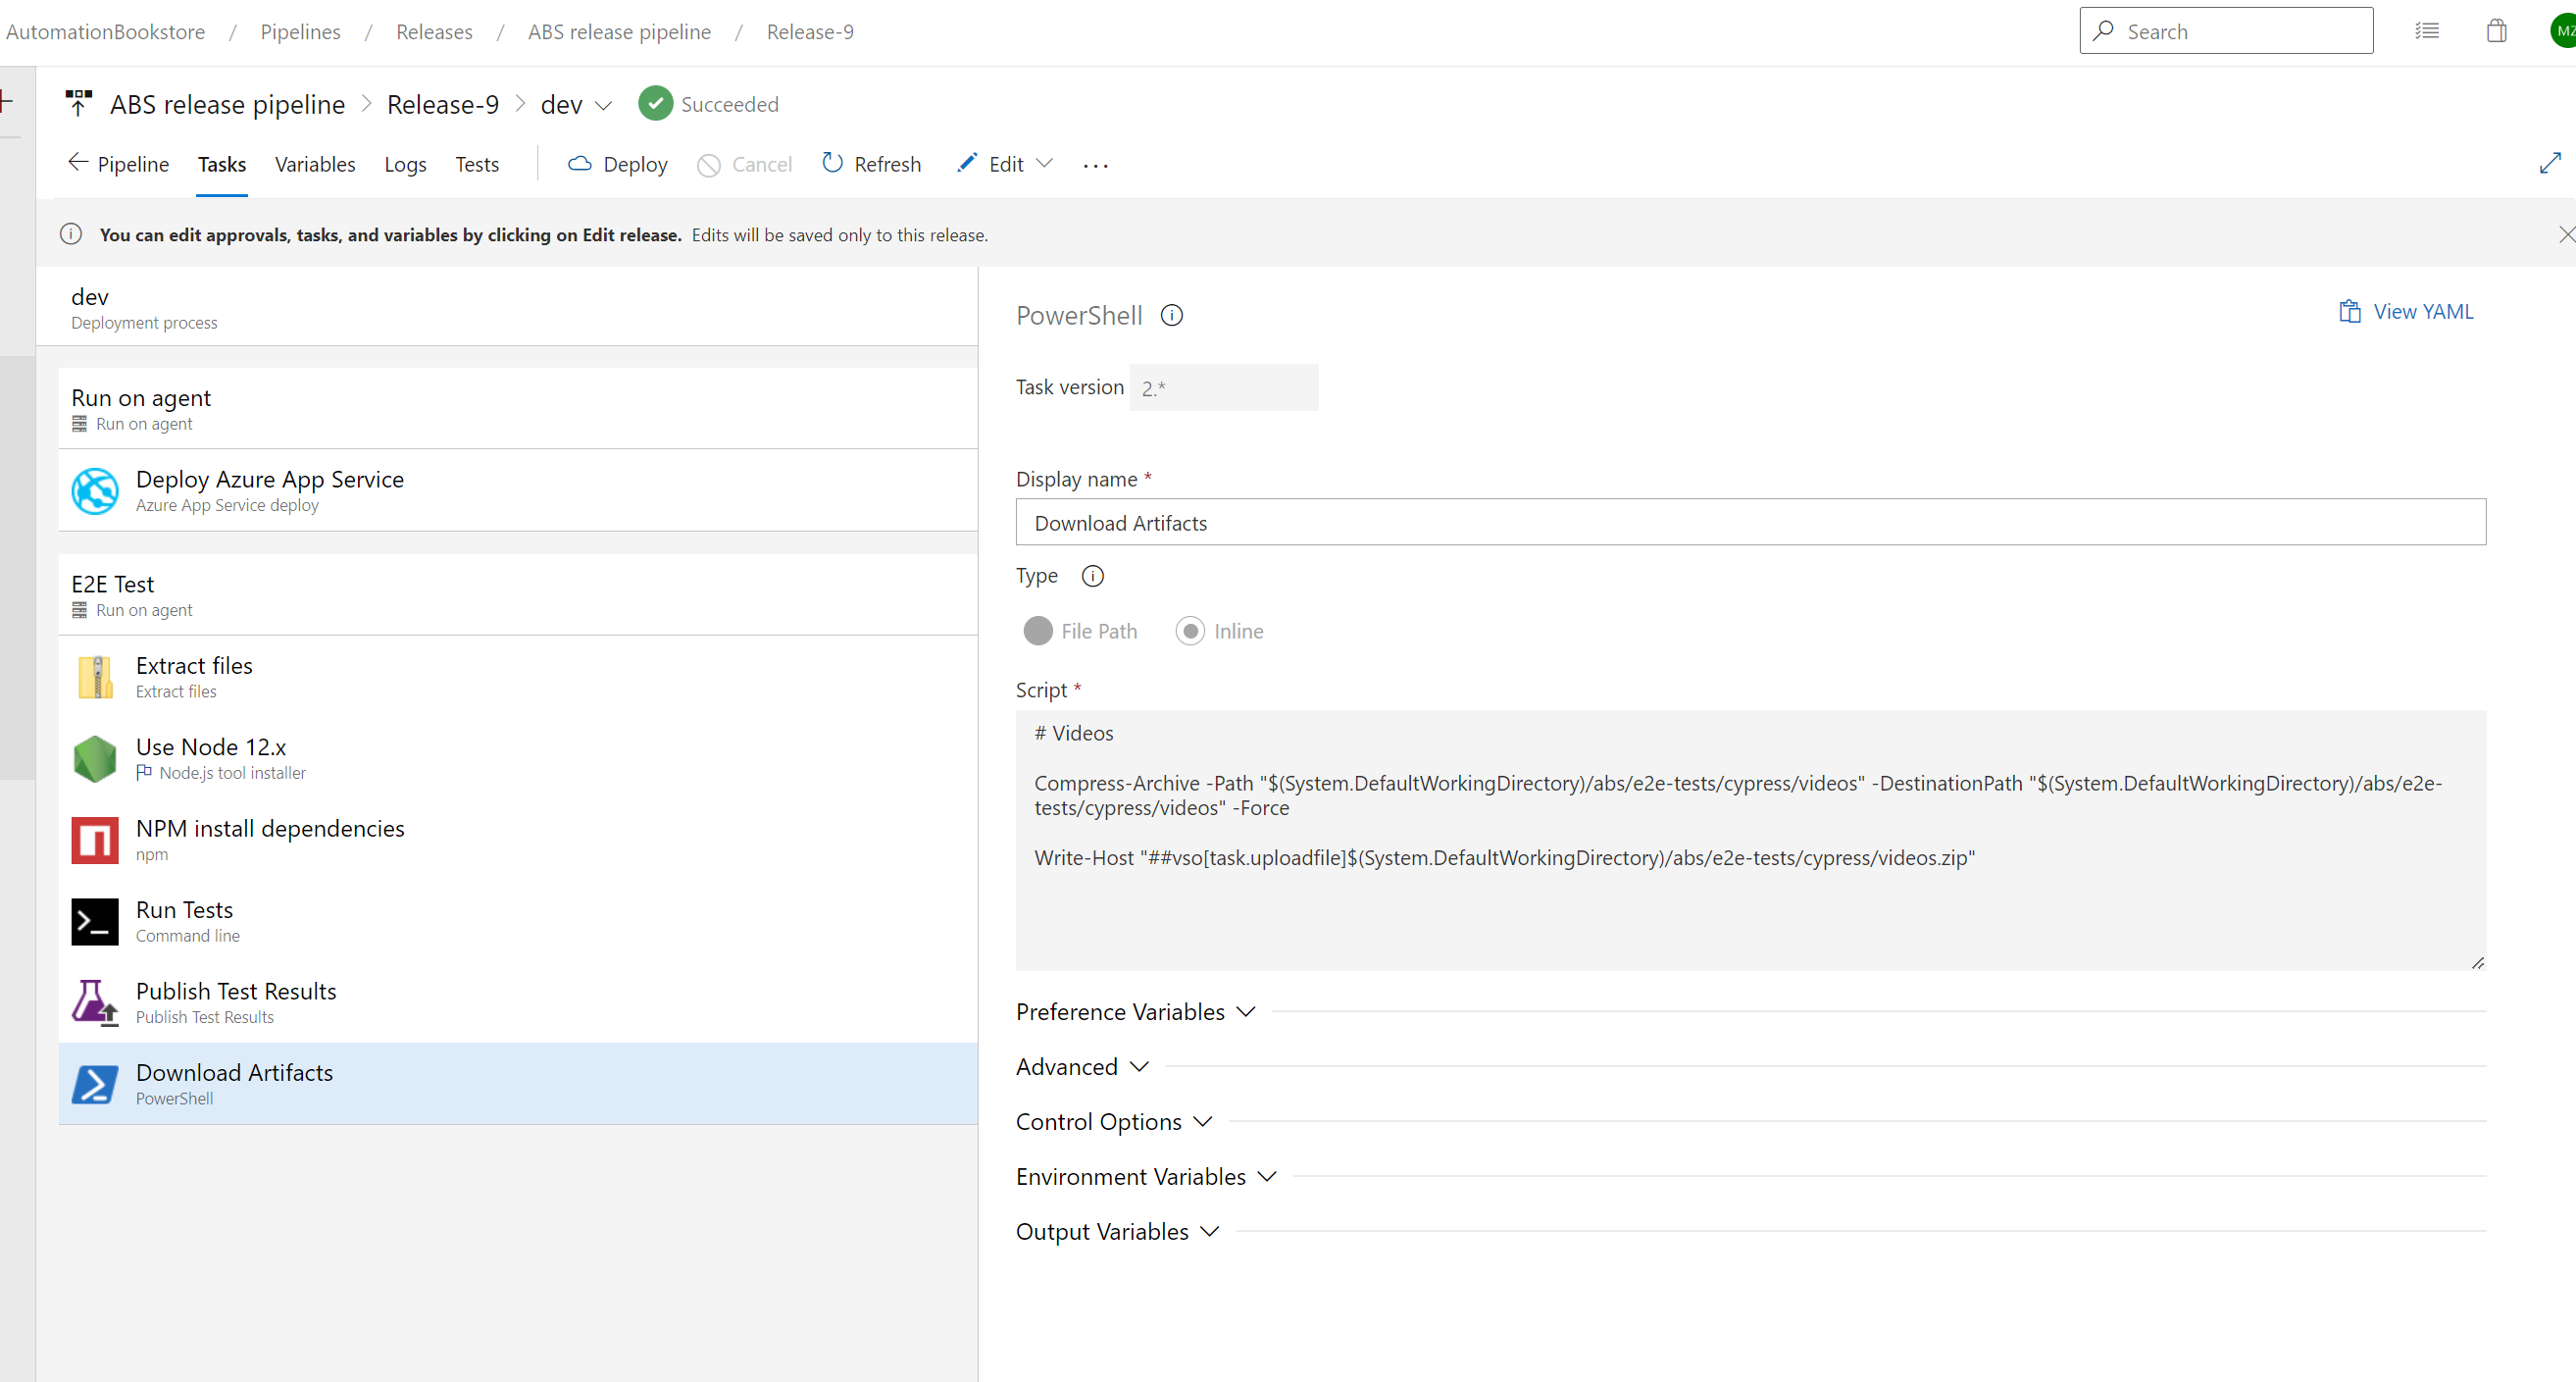 AutomationBookstore / Pipelines / Releases / ABS release pipeline / Release-9
Search
MZ
ABS release pipeline > Release-9 > dev
Succeeded
Pipeline
Tasks
Variables
Logs
Tests
Deploy
Cancel
Refresh
Edit
...
You can edit approvals, tasks, and variables by clicking on Edit release. Edits will be saved only to this release.
dev
Deployment process
Run on agent
Run on agent
Deploy Azure App Service
Azure App Service deploy
E2E Test
Run on agent
Extract files
Extract files
Use Node 12.x
Node.js tool installer
NPM install dependencies
npm
Run Tests
Command line
Publish Test Results
Publish Test Results
Download Artifacts
PowerShell
PowerShell
View YAML
Task version 2.*
Display name *
Download Artifacts
Type
File Path
Inline
Script *
# Videos
Compress-Archive -Path "$(System.DefaultWorkingDirectory)/abs/e2e-tests/cypress/videos" -DestinationPath "$(System.DefaultWorkingDirectory)/abs/e2e-
tests/cypress/videos" -Force
Write-Host "##vso[task.uploadfile]$(System.DefaultWorkingDirectory)/abs/e2e-tests/cypress/videos.zip"
Preference Variables
Advanced
Control Options
Environment Variables
Output Variables